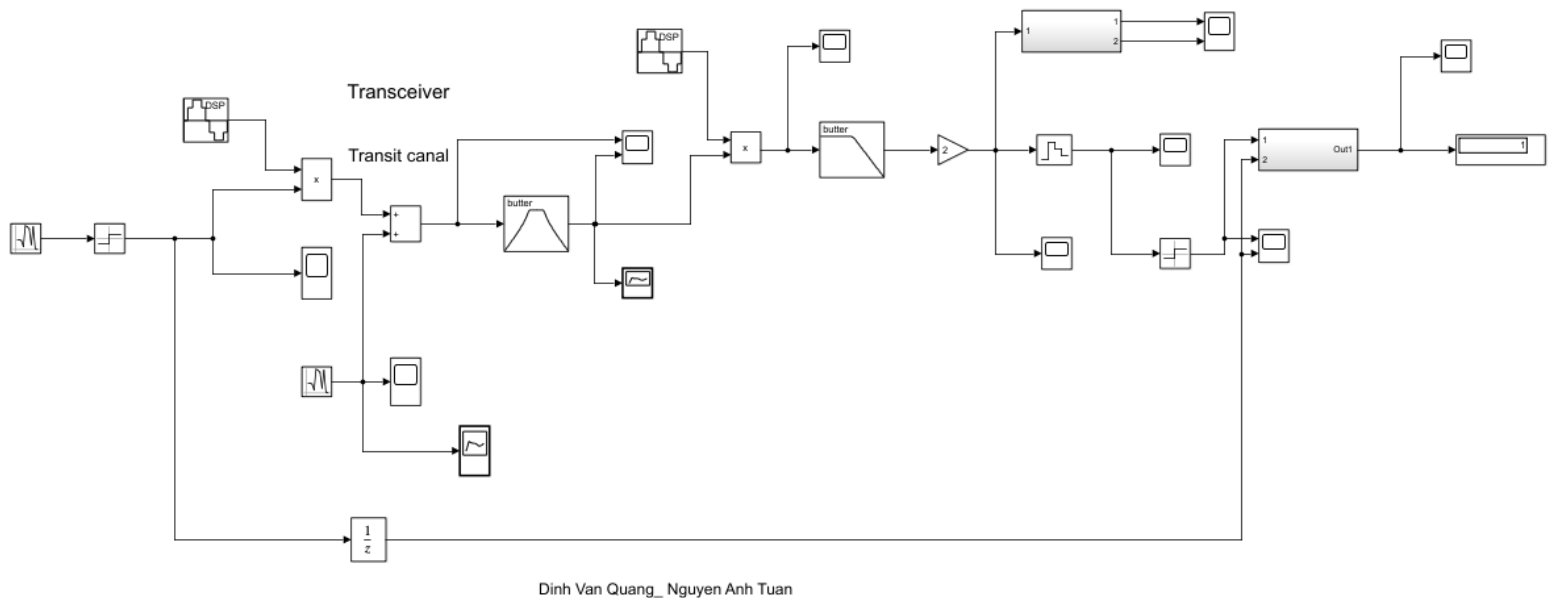 DSP
1
1
2
DSP
Transceiver
butter
2
1
2
Out1
1
Transit canal
x
x
+
+
butter
1
z
Dinh Van Quang_ Nguyen Anh Tuan